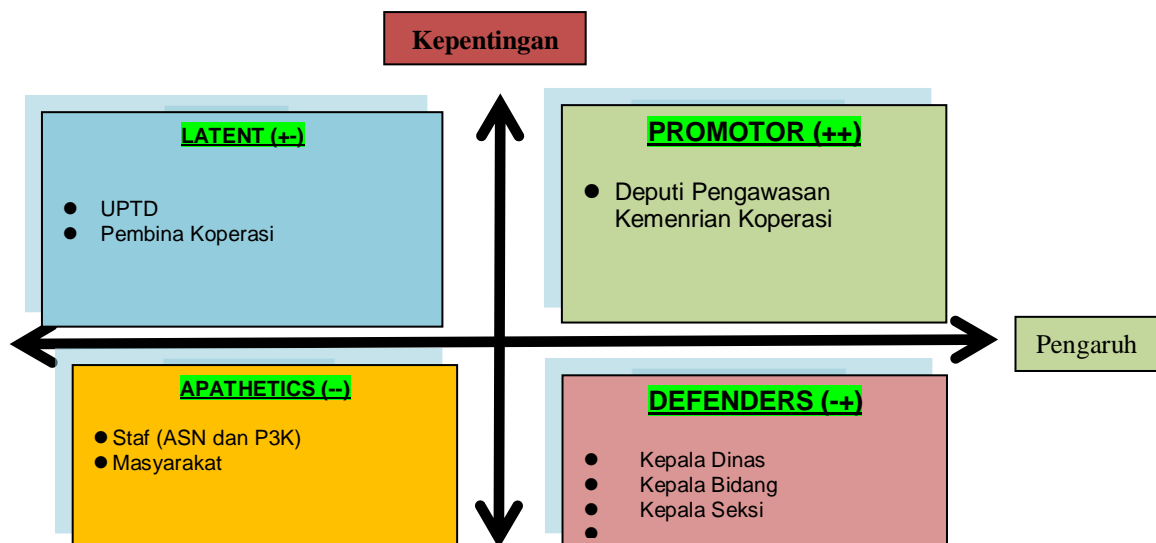 Kepentingan
LATENT (+-)
● UPTD
● Pembina Koperasi
PROMOTOR (++)
● Deputi Pengawasan
Kemenrian Koperasi
Pengaruh
APATHETICS (--)
● Staf (ASN dan P3K)
● Masyarakat
DEFENDERS (-+)
● Kepala Dinas
● Kepala Bidang
● Kepala Seksi
●